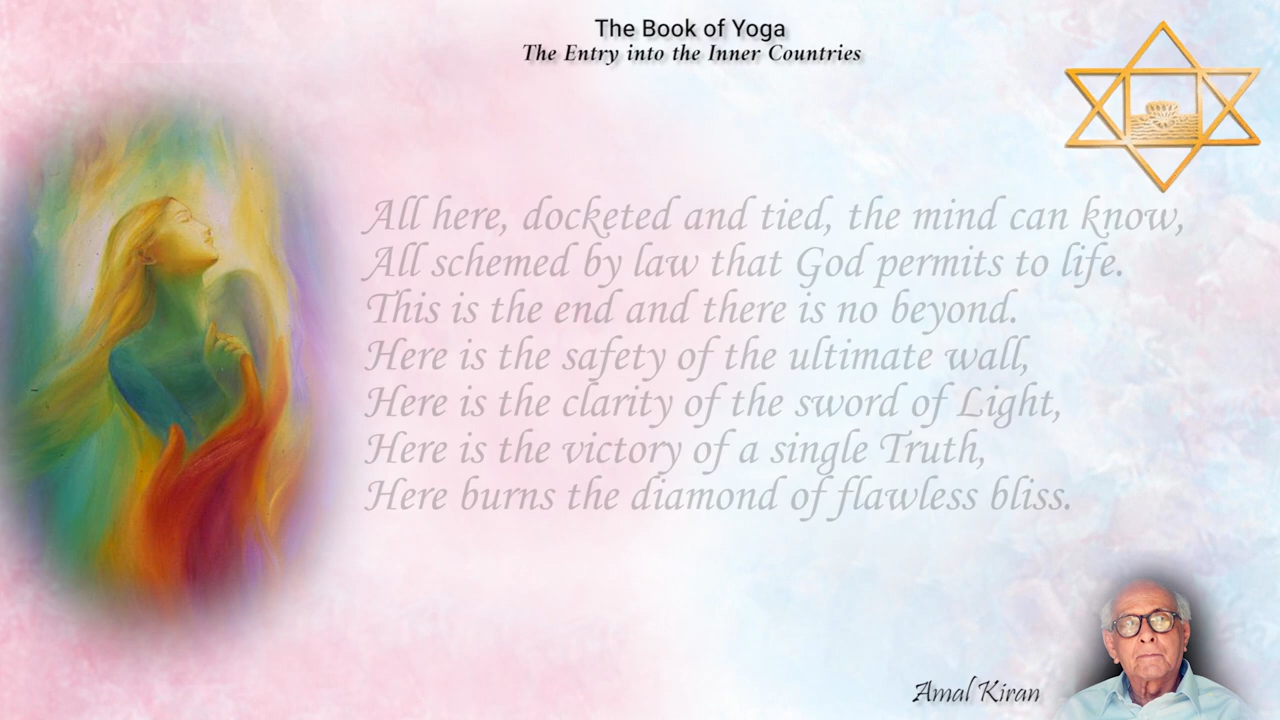 The Book of Yoga
The Entry into the Inner Countries
All here, docketed and tied, the mind can know,
All schemed by law that God permits to life.
This is the end and there is no beyond.
Here is the safety of the ultimate wall,
Here is the clarity of the sword of Light,
Here is the victory of a single Truth,
Here burns the diamond of flawless bliss.
Amal Kiran